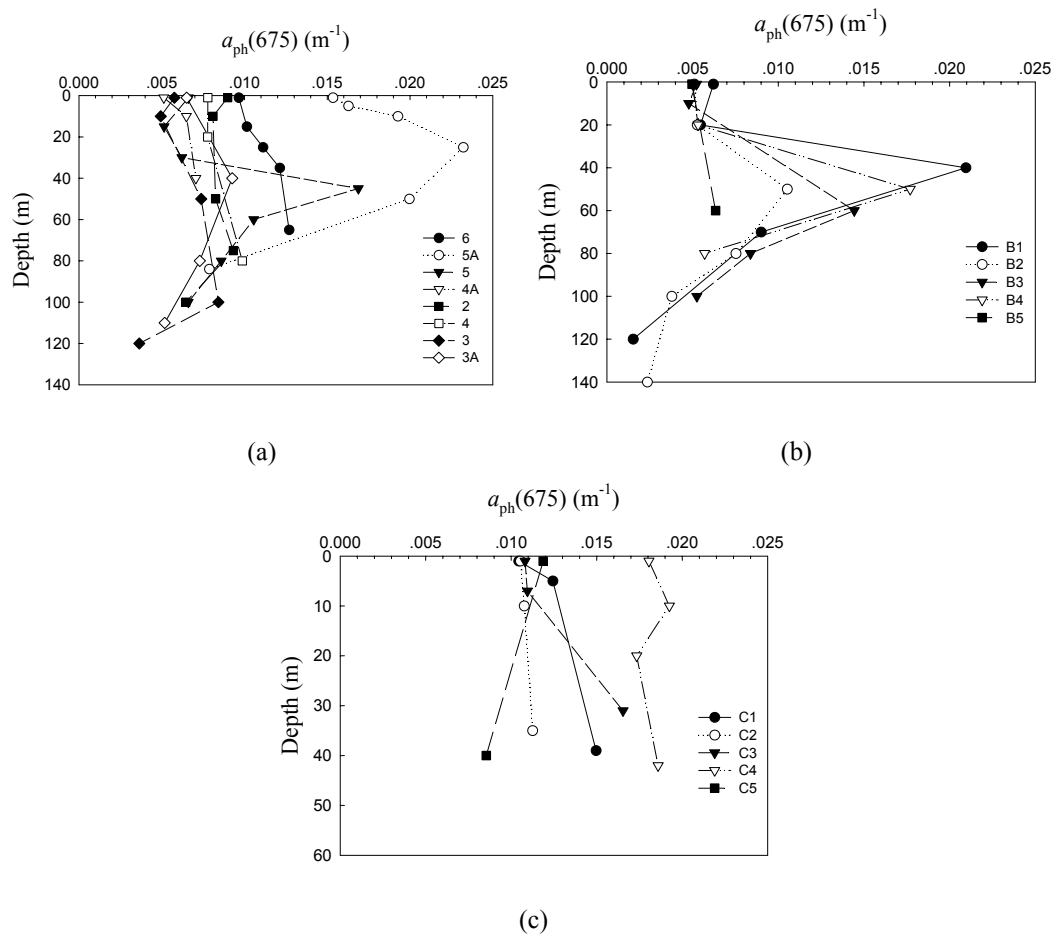 a_ph(675) (m^-1)
0.000 .005 .010 .015 .020 .025
0
20
40
60
80
100
120
140
Depth (m)
6
5A
5
4A
2
4
3
3A
(a)
a_ph(675) (m^-1)
0.000 .005 .010 .015 .020 .025
0
20
40
60
80
100
120
140
Depth (m)
B1
B2
B3
B4
B5
(b)
a_ph(675) (m^-1)
0.000 .005 .010 .015 .020 .025
0
10
20
30
40
50
60
Depth (m)
C1
C2
C3
C4
C5
(c)